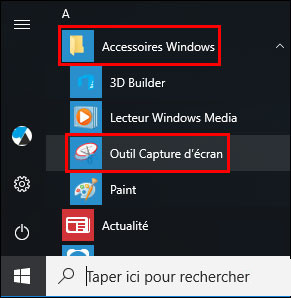 A
Accessoires Windows
3D Builder
Lecteur Windows Media
Outil Capture d'écran
Paint
Actualité
Taper ici pour rechercher